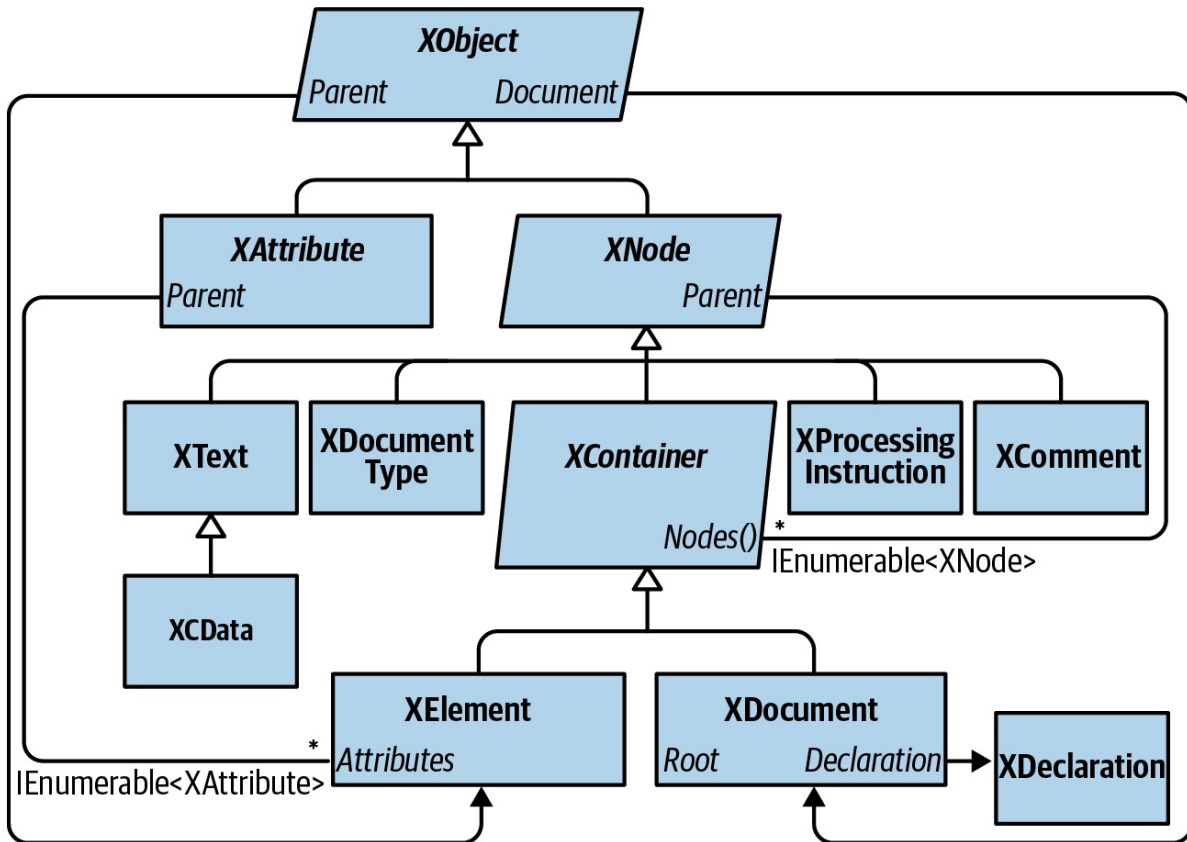 XObject
Parent Document
XAttribute
Parent
XNode
Parent
XText
XDocument
Type
XContainer
Nodes()
XProcessing
Instruction
XComment
*
IEnumerable<XNode>
XCData
XElement
Attributes
*
IEnumerable<XAttribute>
XDocument
Root Declaration
XDeclaration